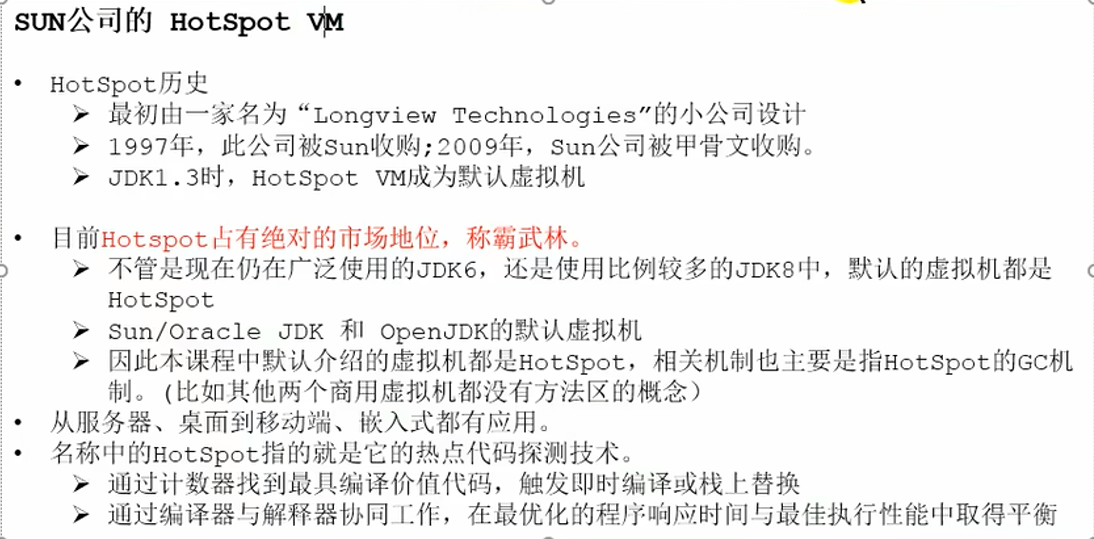 SUN公司的 HotSpot VM
• HotSpot历史
➢ 最初由一家名为“Longview Technologies”的小公司设计
➢ 1997年，此公司被Sun收购;2009年，Sun公司被甲骨文收购。
➢ JDK1.3时，HotSpot VM成为默认虚拟机
• 目前Hotspot占有绝对的市场地位，称霸武林。
➢ 不管是现在仍在广泛使用的JDK6，还是使用比例较多的JDK8中，默认的虚拟机都是
HotSpot
➢ Sun/Oracle JDK 和 OpenJDK的默认虚拟机
➢ 因此本课程中默认介绍的虚拟机都是HotSpot，相关机制也主要是指HotSpot的GC机
制。(比如其他两个商用虚拟机都没有方法区的概念）
• 从服务器、桌面到移动端、嵌入式都有应用。
• 名称中的HotSpot指的就是它的热点代码探测技术。
➢ 通过计数器找到最具编译价值代码，触发即时编译或栈上替换
➢ 通过编译器与解释器协同工作，在最优化的程序响应时间与最佳执行性能中取得平衡